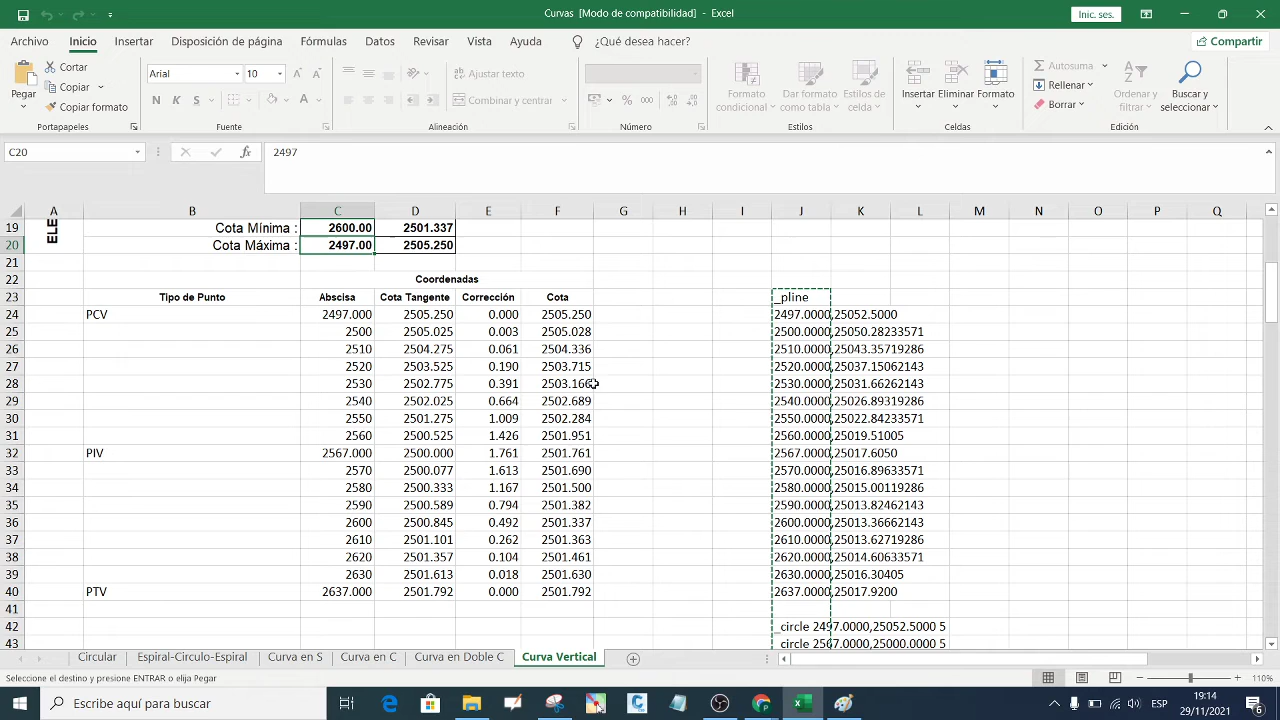 Curvas [Modo de compatibilidad] - Excel
Inic. ses.
Archivo Inicio Insertar Disposición de página Fórmulas Datos Revisar Vista Ayuda ¿Qué desea hacer? Compartir
Pegar Cortar Copiar Copiar formato
Portapapeles
Arial 10
N K S
Fuente
Ajustar texto
Combinar y centrar
Alineación
% 000
Número
Formato condicional Dar formato como tabla Estilos de celda
Estilos
Insertar Eliminar Formato
Celdas
Autosuma
Rellenar
Borrar
Ordenar y filtrar Buscar y seleccionar
Edición
C20 fx 2497
A B C D E F G H I J K L M N O P Q
19 ELE Cota Mínima : 2600.00 2501.337
20 Cota Máxima : 2497.00 2505.250
21
22 Coordenadas
23 Tipo de Punto Abscisa Cota Tangente Corrección Cota _pline
24 PCV 2497.000 2505.250 0.000 2505.250 2497.0000,25052.5000
25 2500 2505.025 0.003 2505.028 2500.0000,25050.28233571
26 2510 2504.275 0.061 2504.336 2510.0000,25043.35719286
27 2520 2503.525 0.190 2503.715 2520.0000,25037.15062143
28 2530 2502.775 0.391 2503.166 2530.0000,25031.66262143
29 2540 2502.025 0.664 2502.689 2540.0000,25026.89319286
30 2550 2501.275 1.009 2502.284 2550.0000,25022.84233571
31 2560 2500.525 1.426 2501.951 2560.0000,25019.51005
32 PIV 2567.000 2500.000 1.761 2501.761 2567.0000,25017.6050
33 2570 2500.077 1.613 2501.690 2570.0000,25016.89633571
34 2580 2500.333 1.167 2501.500 2580.0000,25015.00119286
35 2590 2500.589 0.794 2501.382 2590.0000,25013.82462143
36 2600 2500.845 0.492 2501.337 2600.0000,25013.36662143
37 2610 2501.101 0.262 2501.363 2610.0000,25013.62719286
38 2620 2501.357 0.104 2501.461 2620.0000,25014.60633571
39 2630 2501.613 0.018 2501.630 2630.0000,25016.30405
40 PTV 2637.000 2501.792 0.000 2501.792 2637.0000,25017.9200
41
42 _circle 2497.0000,25052.5000 5
43 _circle 2567.0000,25000.0000 5
Circular Espiral-Circulo-Espiral Curva en S Curva en C Curva en Doble C Curva Vertical
Seleccione el destino y presione ENTRAR o elija Pegar 110%
Escribe aquí para buscar ESP 19:14
29/11/2021